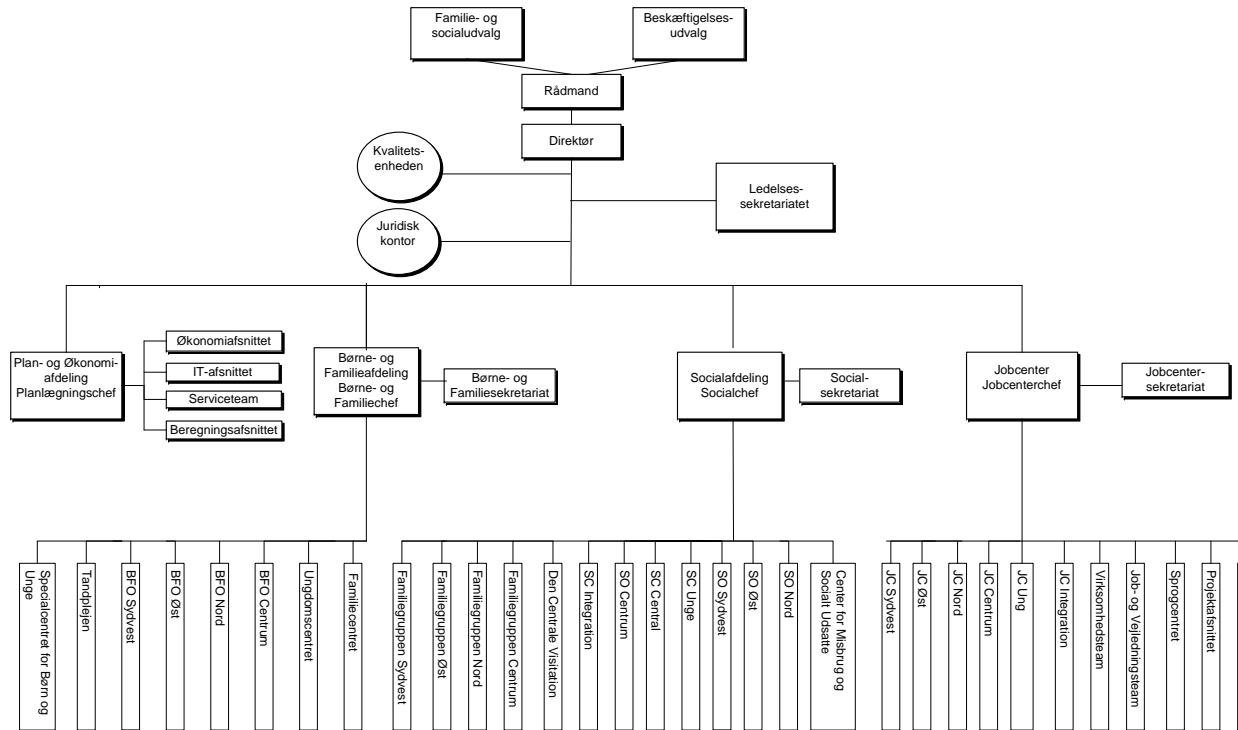 Familie- og
socialudvalg
Beskæftigelses-
udvalg
Rådmand
Direktør
Kvalitets-
enheden
Ledelses-
sekretariatet
Juridisk
kontor
Plan- og Økonomi-
afdeling
Planlægningschef
Økonomiafsnittet
IT-afsnittet
Serviceteam
Beregningsafsnittet
Børne- og
Familieafdeling
Børne- og
Familiechef
Børne- og
Familiesekretariat
Socialafdeling
Socialchef
Social-
sekretariat
Jobcenter
Jobcenterchef
Jobcenter-
sekretariat
Specialcentret for Børn og
Unge
Tandplejen
BFO Sydvest
BFO Øst
BFO Nord
BFO Centrum
Ungdomscentret
Familiecentret
Familiegruppen Sydvest
Familiegruppen Øst
Familiegruppen Nord
Familiegruppen Centrum
Den Centrale Visitation
SC Integration
SO Centrum
SC Central
SC Unge
SO Sydvest
SO Øst
SO Nord
Center for Misbrug og
Socialt Udsatte
JC Sydvest
JC Øst
JC Nord
JC Centrum
JC Ung
JC Integration
Virksomhedsteam
Job- og Vejledningsteam
Sprogcentret
Projektafsnittet